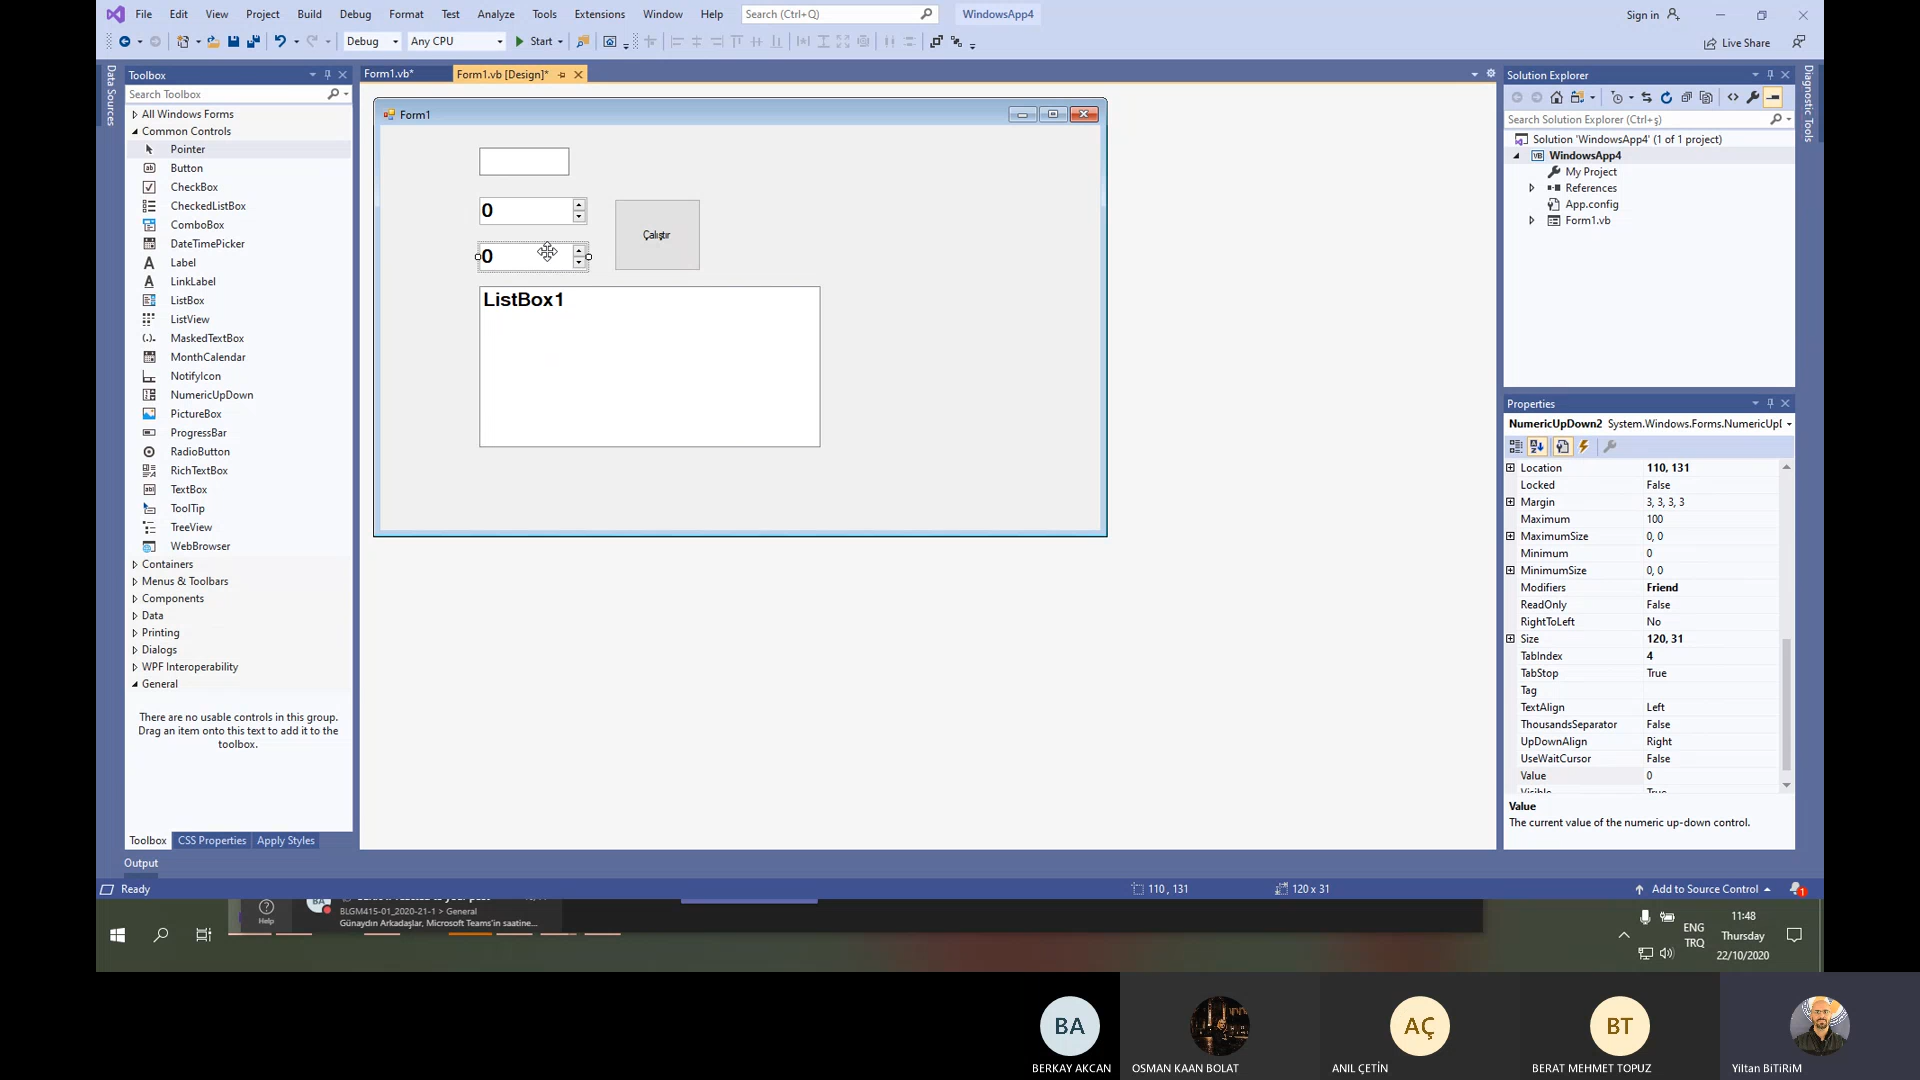 File Edit View Project Build Debug Format Test Analyze Tools Extensions Window Help Search (Ctrl+Q) WindowsApp4 Sign in
Debug Any CPU Start Live Share
Data Sources
Toolbox
Search Toolbox
All Windows Forms
Common Controls
Pointer
Button
CheckBox
CheckedListBox
ComboBox
DateTimePicker
Label
LinkLabel
ListBox
ListView
MaskedTextBox
MonthCalendar
NotifyIcon
NumericUpDown
PictureBox
ProgressBar
RadioButton
RichTextBox
TextBox
ToolTip
TreeView
WebBrowser
Containers
Menus & Toolbars
Components
Data
Printing
Dialogs
WPF Interoperability
General
There are no usable controls in this group.
Drag an item onto this text to add it to the
toolbox.
Toolbox CSS Properties Apply Styles
Form1.vb* Form1.vb [Design]*
Form1
0
Çalıştır
0
ListBox1
Solution Explorer
Search Solution Explorer (Ctrl+ş)
Solution 'WindowsApp4' (1 of 1 project)
WindowsApp4
My Project
References
App.config
Form1.vb
Diagnostic Tools
Properties
NumericUpDown2 System.Windows.Forms.NumericUpI
Location 110, 131
Locked False
Margin 3, 3, 3, 3
Maximum 100
MaximumSize 0, 0
Minimum 0
MinimumSize 0, 0
Modifiers Friend
ReadOnly False
RightToLeft No
Size 120, 31
TabIndex 4
TabStop True
Tag
TextAlign Left
ThousandsSeparator False
UpDownAlign Right
UseWaitCursor False
Value 0
Visible True
Value
The current value of the numeric up-down control.
Output
Ready 110 , 131 120 x 31 Add to Source Control 1
Help
BA
BLGM415-01_2020-21-1 > General
Günaydın Arkadaşlar, Microsoft Teams'in saatine...
ENG
TRQ
11:48
Thursday
22/10/2020
BA AÇ BT
BERKAY AKCAN OSMAN KAAN BOLAT ANIL ÇETİN BERAT MEHMET TOPUZ Yiltan BiTiRiM